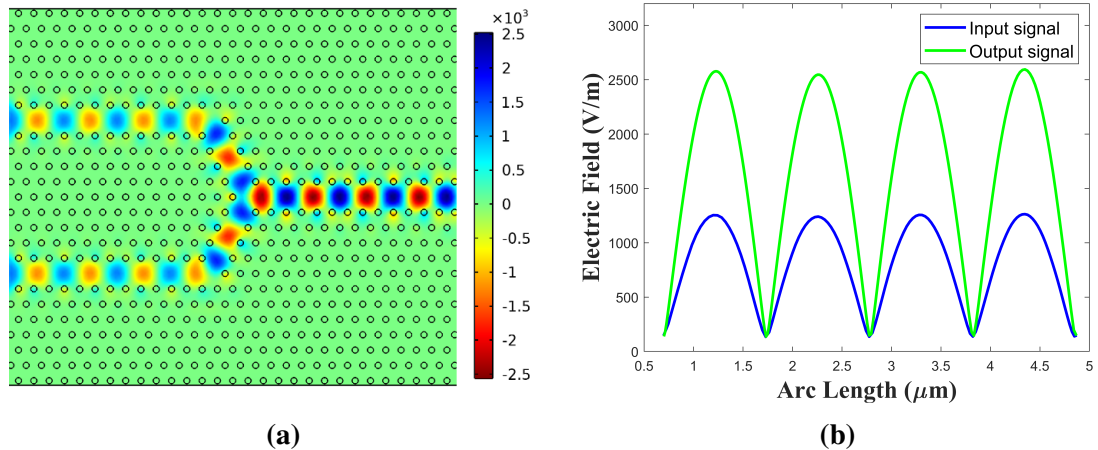 ×10³
2.5
2
1.5
1
0.5
0
-0.5
-1
-1.5
-2
-2.5
(a)
Electric Field (V/m)
3000
2500
2000
1500
1000
500
0
Input signal
Output signal
0.5 1 1.5 2 2.5 3 3.5 4 4.5 5
Arc Length (μm)
(b)